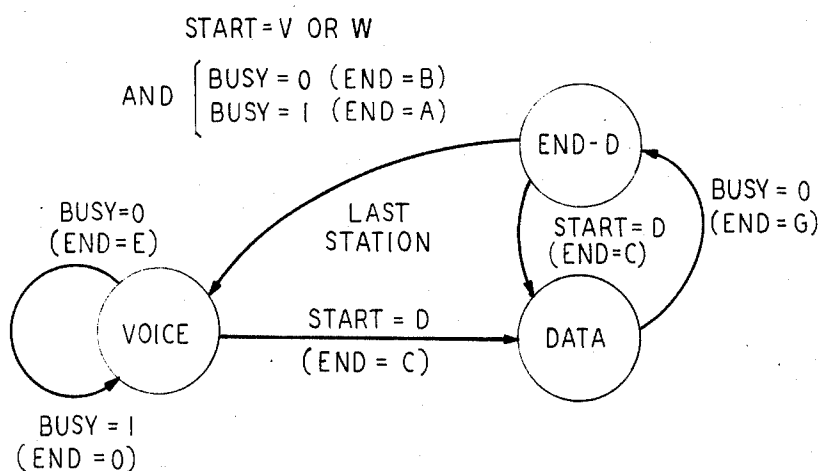 START=V OR W
AND
BUSY=0 (END=B)
BUSY=1 (END=A)
END-D
BUSY=0
(END=G)
LAST
STATION
START=D
(END=C)
BUSY=0
(END=E)
VOICE
START = D
(END = C)
DATA
BUSY = 1
(END =0)